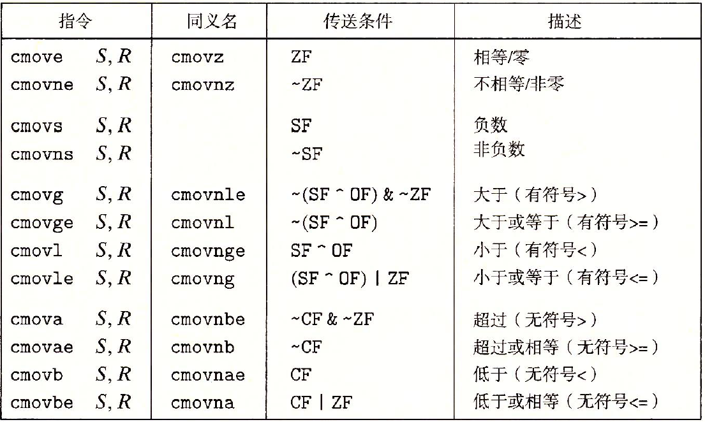 指令 同义名 传送条件 描述
cmove S, R cmovz ZF 相等/零
cmovne S, R cmovnz ~ZF 不相等/非零
cmovs S, R SF 负数
cmovns S, R ~SF 非负数
cmovg S, R cmovnle ~(SF ^ OF) & ~ZF 大于（有符号>）
cmovge S, R cmovnl ~(SF ^ OF) 大于或等于（有符号>=）
cmovl S, R cmovnge SF ^ OF 小于（有符号<）
cmovle S, R cmovng (SF ^ OF) | ZF 小于或等于（有符号<=）
cmova S, R cmovnbe ~CF & ~ZF 超过（无符号>）
cmovae S, R cmovnb ~CF 超过或相等（无符号>=）
cmovb S, R cmovnae CF 低于（无符号<）
cmovbe S, R cmovna CF | ZF 低于或相等（无符号<=）